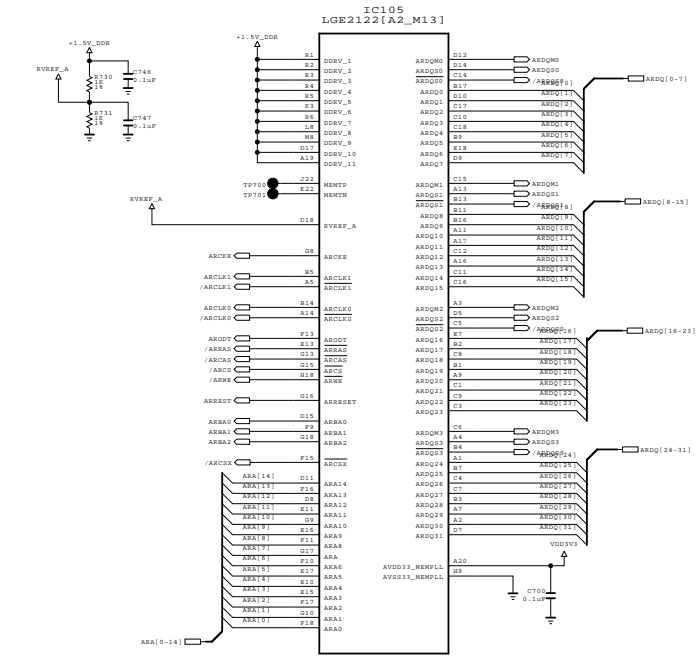 IC105
LGE2122[A2_M13]
+1.5V_DDR
RVREF_A
R730
1K
1%
C746
0.1uF
R731
1K
1%
C747
0.1uF
+1.5V_DDR
R1 DDRV_1
R2 DDRV_2
R3 DDRV_3
R4 DDRV_4
R5 DDRV_5
K3 DDRV_6
R6 DDRV_7
L8 DDRV_8
M8 DDRV_9
D17 DDRV_10
A19 DDRV_11
TP700 J22 MEMTP
TP701 K22 MEMTN
RVREF_A
D18 RVREF_A
ARCKE G8 ARCKE
ARCLK1 B5 ARCLK1
/ARCLK1 A5 ARCLK1
ARCLK0 B14 ARCLK0
/ARCLK0 A14 ARCLK0
ARODT F13 ARODT
/ARRAS E13 ARRAS
/ARCAS G13 ARCAS
/ARCS G15 ARCS
/ARWE H18 ARWE
ARREST G16 ARRESET
ARBA0 D15 ARBA0
ARBA1 F9 ARBA1
ARBA2 G18 ARBA2
/ARCSX F15 ARCSX
ARA[14] D11 ARA14
ARA[13] F16 ARA13
ARA[12] D8 ARA12
ARA[11] E11 ARA11
ARA[10] G9 ARA10
ARA[9] E16 ARA9
ARA[8] F11 ARA8
ARA[7] G17 ARA
ARA[6] F10 ARA6
ARA[5] E17 ARA5
ARA[4] E10 ARA4
ARA[3] E15 ARA3
ARA[2] F17 ARA2
ARA[1] G10 ARA1
ARA[0] F18 ARA0
ARA[0-14]
ARDQM0 D12 ARDQM0
ARDQS0 D14 ARDQS0
ARDQS0 C14 /ARDQS0
ARDQ0 B17 ARDQ[0]
ARDQ1 D10 ARDQ[1]
ARDQ2 C17 ARDQ[2]
ARDQ3 C10 ARDQ[3]
ARDQ4 C18 ARDQ[4]
ARDQ5 B9 ARDQ[5]
ARDQ6 E18 ARDQ[6]
ARDQ7 D9 ARDQ[7]
ARDQ[0-7]
ARDQM1 C15 ARDQM1
ARDQS1 A13 ARDQS1
ARDQS1 B13 /ARDQS1
ARDQ8 B11 ARDQ[8]
ARDQ9 B16 ARDQ[9]
ARDQ10 A11 ARDQ[10]
ARDQ11 A17 ARDQ[11]
ARDQ12 C12 ARDQ[12]
ARDQ13 A16 ARDQ[13]
ARDQ14 C11 ARDQ[14]
ARDQ15 C16 ARDQ[15]
ARDQ[8-15]
ARDQM2 A3 ARDQM2
ARDQS2 D5 ARDQS2
ARDQS2 C5
ARDQ16 E7 ARDQ[16]
ARDQ17 B2 ARDQ[17]
ARDQ18 C8 ARDQ[18]
ARDQ19 B1 ARDQ[19]
ARDQ20 A9 ARDQ[20]
ARDQ21 C1 ARDQ[21]
ARDQ22 C9 ARDQ[22]
ARDQ23 C3 ARDQ[23]
ARDQ[16-23]
ARDQM3 C6 ARDQM3
ARDQS3 A4 ARDQS3
ARDQS3 B4 /ARDQS3
ARDQ24 A1 ARDQ[24]
ARDQ25 B7 ARDQ[25]
ARDQ26 C4 ARDQ[26]
ARDQ27 C7 ARDQ[27]
ARDQ28 B3 ARDQ[28]
ARDQ29 A7 ARDQ[29]
ARDQ30 A2 ARDQ[30]
ARDQ31 D7 ARDQ[31]
ARDQ[24-31]
VDD3V3
AVDD33_MEMPLL A20
AVSS33_MEMPLL H9
C700
0.1uF